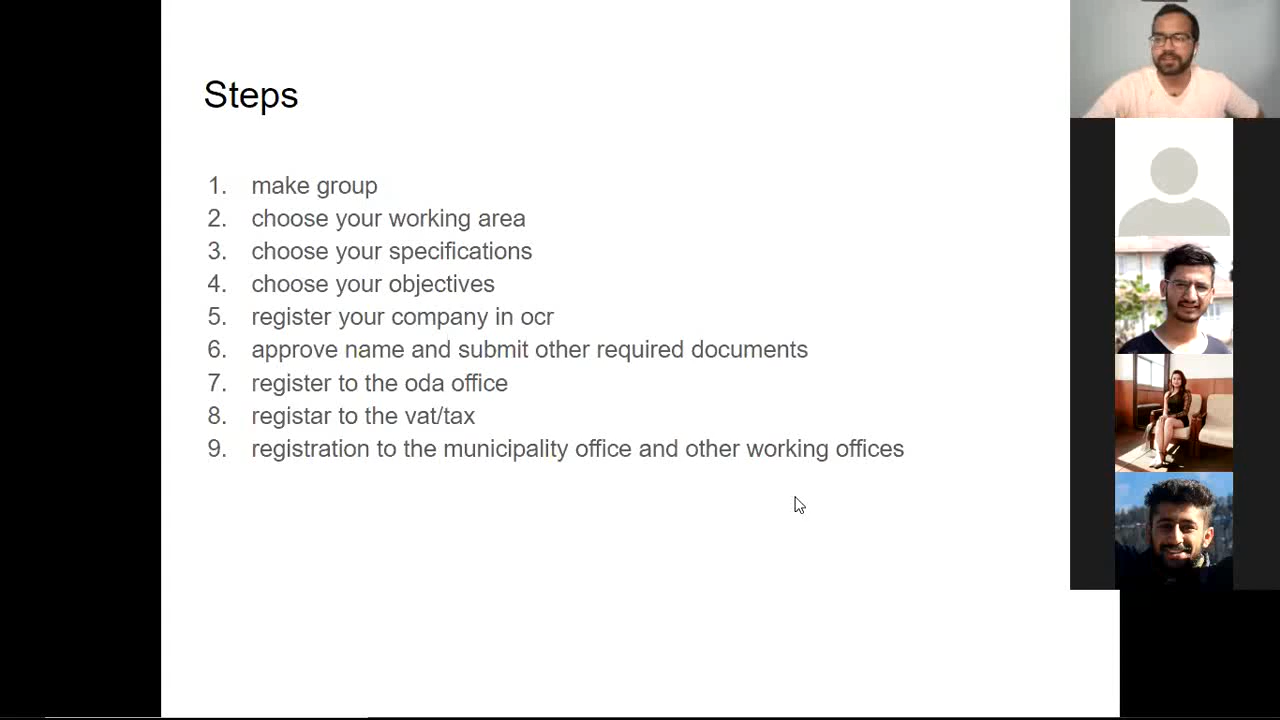 Steps
1. make group
2. choose your working area
3. choose your specifications
4. choose your objectives
5. register your company in ocr
6. approve name and submit other required documents
7. register to the oda office
8. registar to the vat/tax
9. registration to the municipality office and other working offices